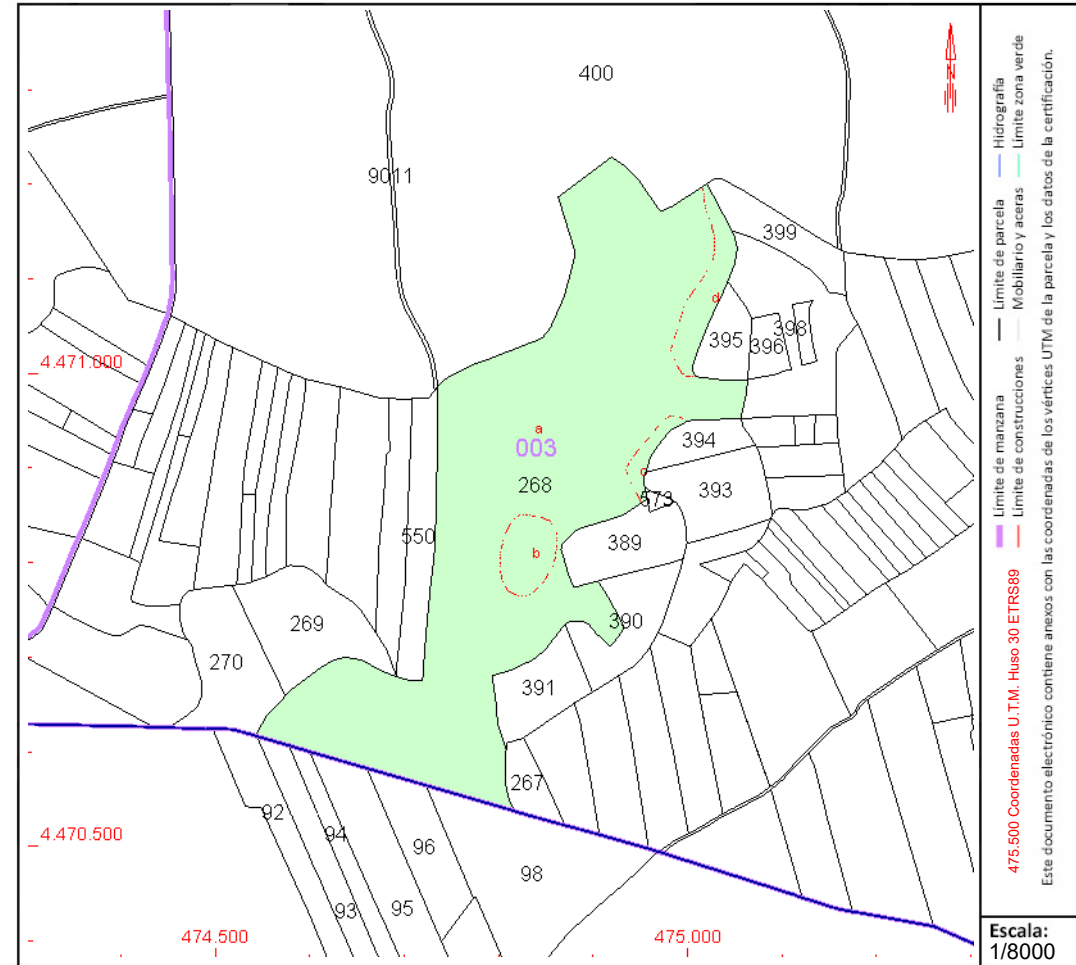 400
9011
399
d
398
395
396
4.471.000
a
003
394
c
268
573
393
550
389
b
269
390
270
391
267
92
94
96
4.470.500
98
93
95
474.500
475.000
N
Límite de manzana
Límite de parcela
Hidrografía
Límite de construcciones
Mobiliario y aceras
Límite zona verde
475.500 Coordenadas U.T.M. Huso 30 ETRS89
Este documento electrónico contiene anexos con las coordenadas de los vértices UTM de la parcela y los datos de la certificación.
Escala:
1/8000